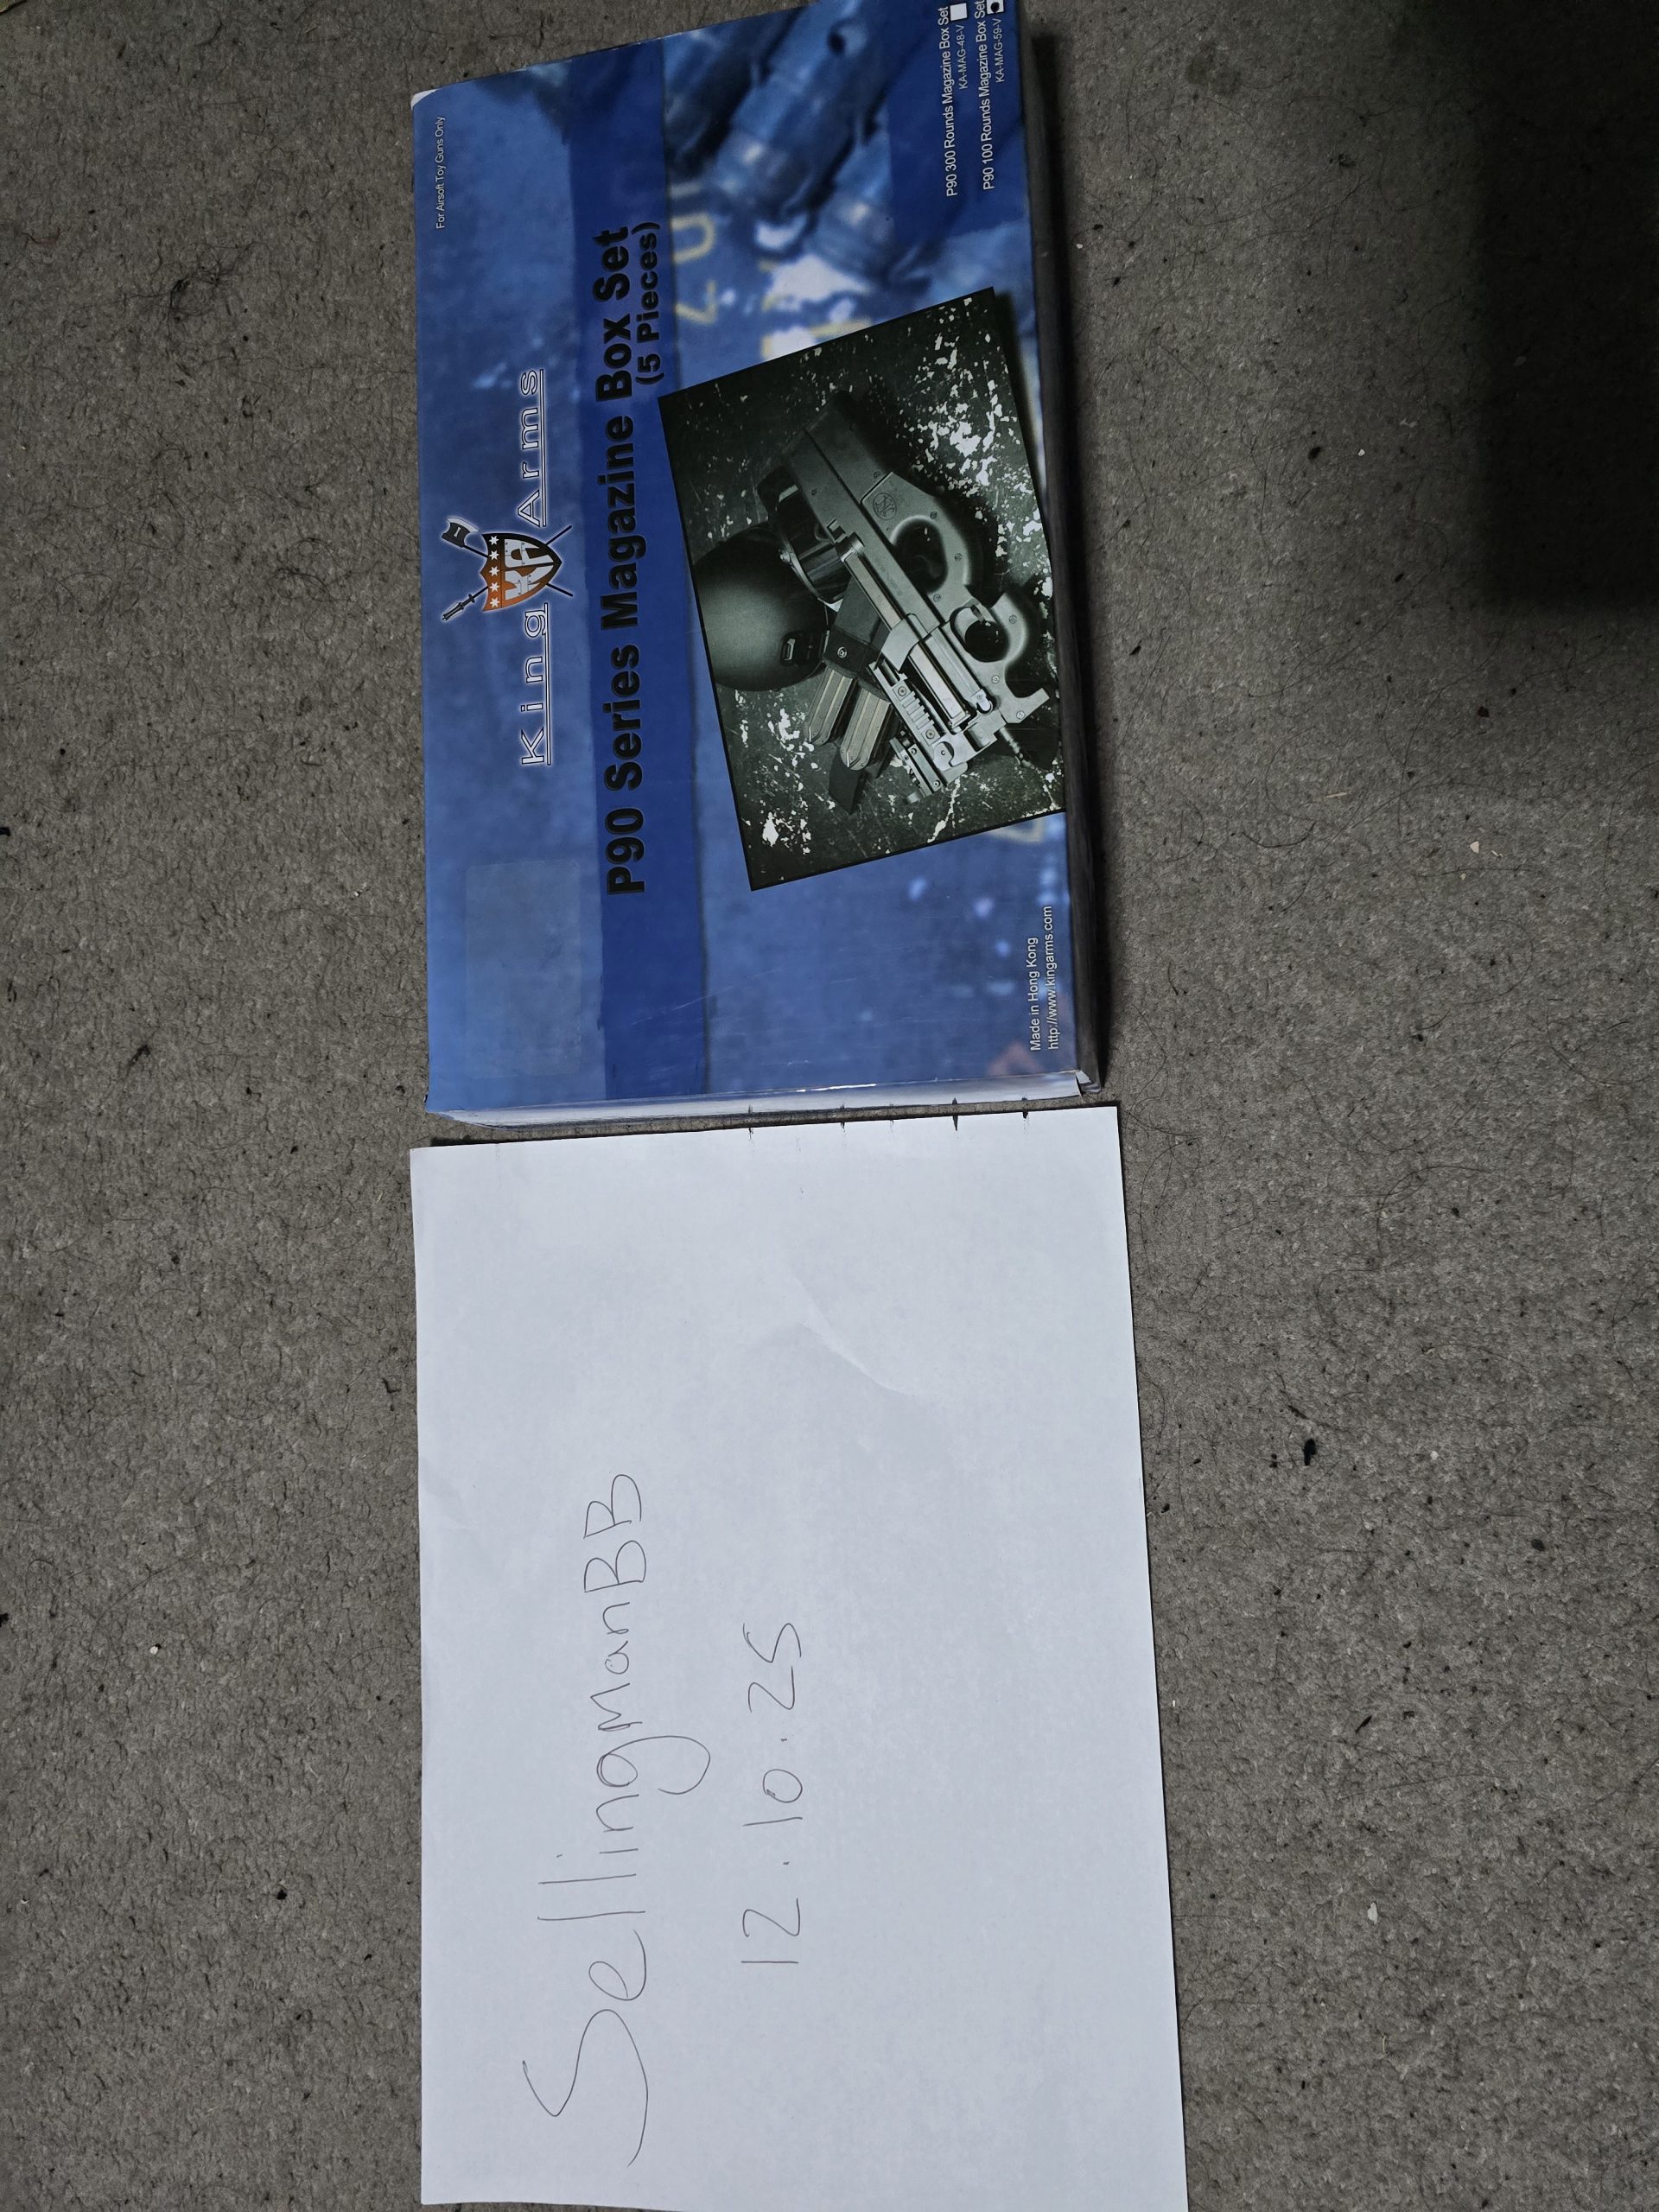 For Airsoft Toy Guns Only
King Arms
KA
P90 Series Magazine Box Set
(5 Pieces)
P90 300 Rounds Magazine Box Set
KA-MAG-48-V
P90 100 Rounds Magazine Box Set
KA-MAG-59-V
Made in Hong Kong
http://www.kingarms.com
SellingmanBB
12.10.25